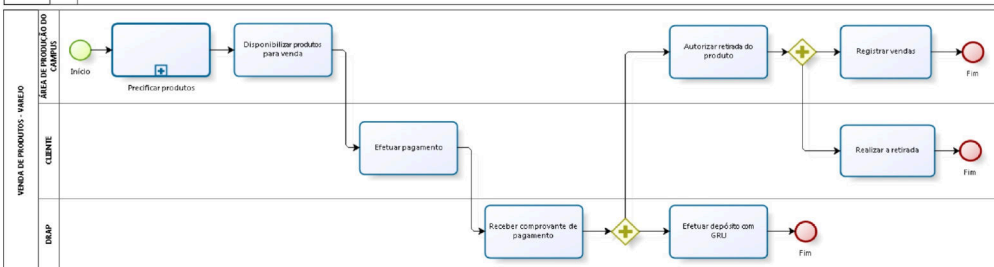 VENDA DE PRODUTOS - VAREJO
ÁREA DE PRODUÇÃO DO
CAMPUS
Início
Precificar produtos
Disponibilizar produtos
para venda
Autorizar retirada do
produto
Registrar vendas
Fim
CLIENTE
Efetuar pagamento
Realizar a retirada
Fim
DRAP
Receber comprovante de
pagamento
Efetuar depósito com
GRU
Fim